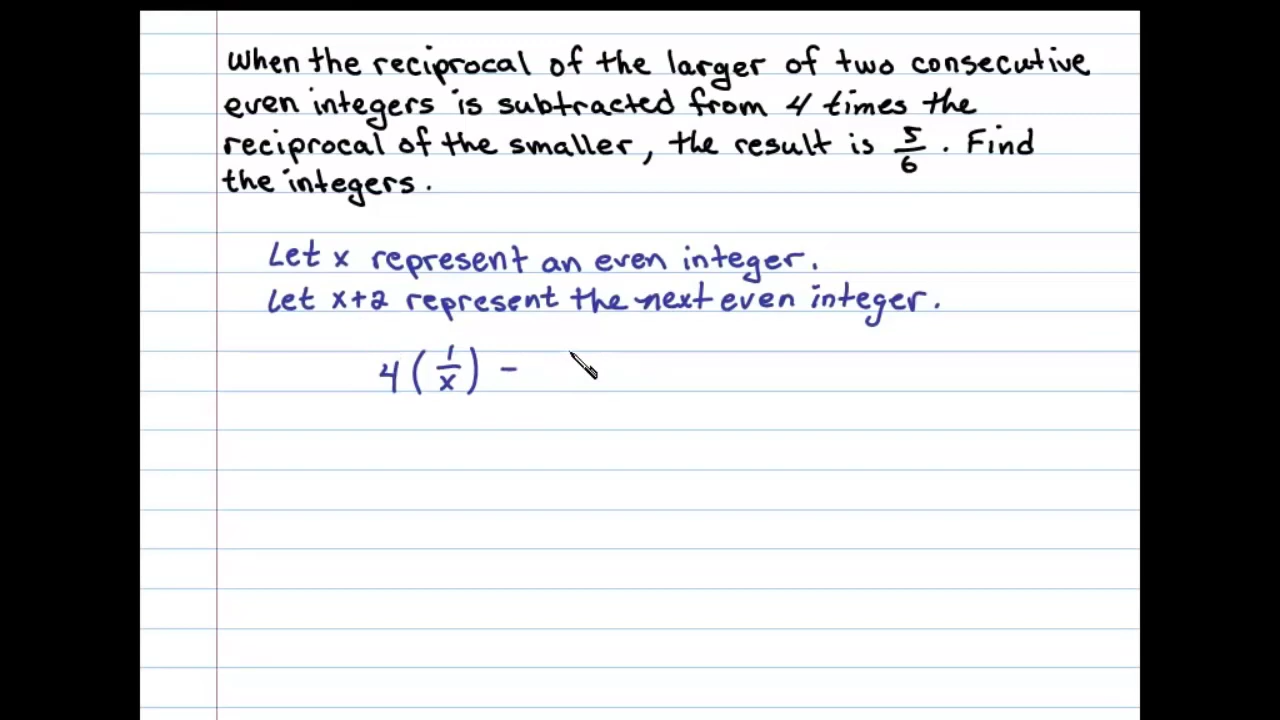 When the reciprocal of the larger of two consecutive
even integers is subtracted from 4 times the
reciprocal of the smaller, the result is 5/6. Find
the integers.
Let x represent an even integer.
Let x+2 represent the next even integer.
4(1/x) -